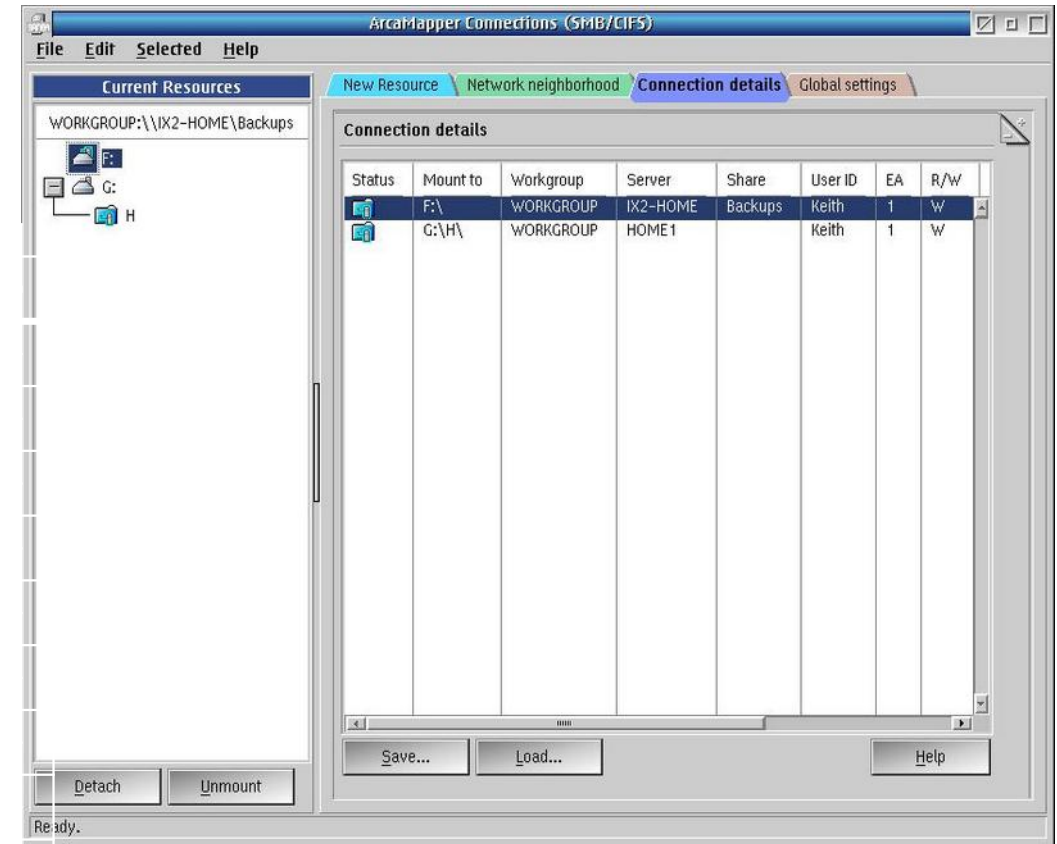 ArcaMapper Connections (SMB/CIFS)
File Edit Selected Help
Current Resources
WORKGROUP:\\IX2-HOME\Backups
F:
G:
H
Detach Unmount
New Resource Network neighborhood Connection details Global settings
Connection details
Status Mount to Workgroup Server Share User ID EA R/W
F:\ WORKGROUP IX2-HOME Backups Keith 1 W
G:\H\ WORKGROUP HOME1 Keith 1 W
Save... Load... Help
Ready.